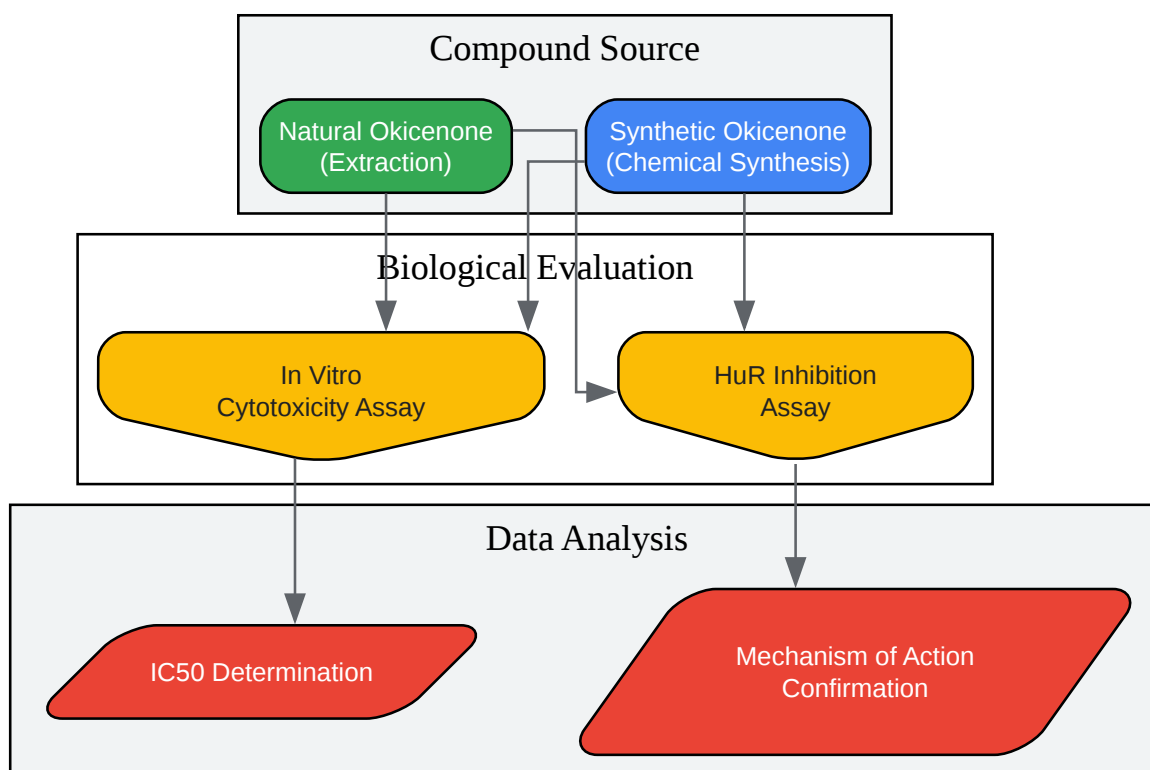 Compound Source
Natural Okicenone
(Extraction)
Synthetic Okicenone
(Chemical Synthesis)
Biological Evaluation
In Vitro
Cytotoxicity Assay
HuR Inhibition
Assay
Data Analysis
IC50 Determination
Mechanism of Action
Confirmation